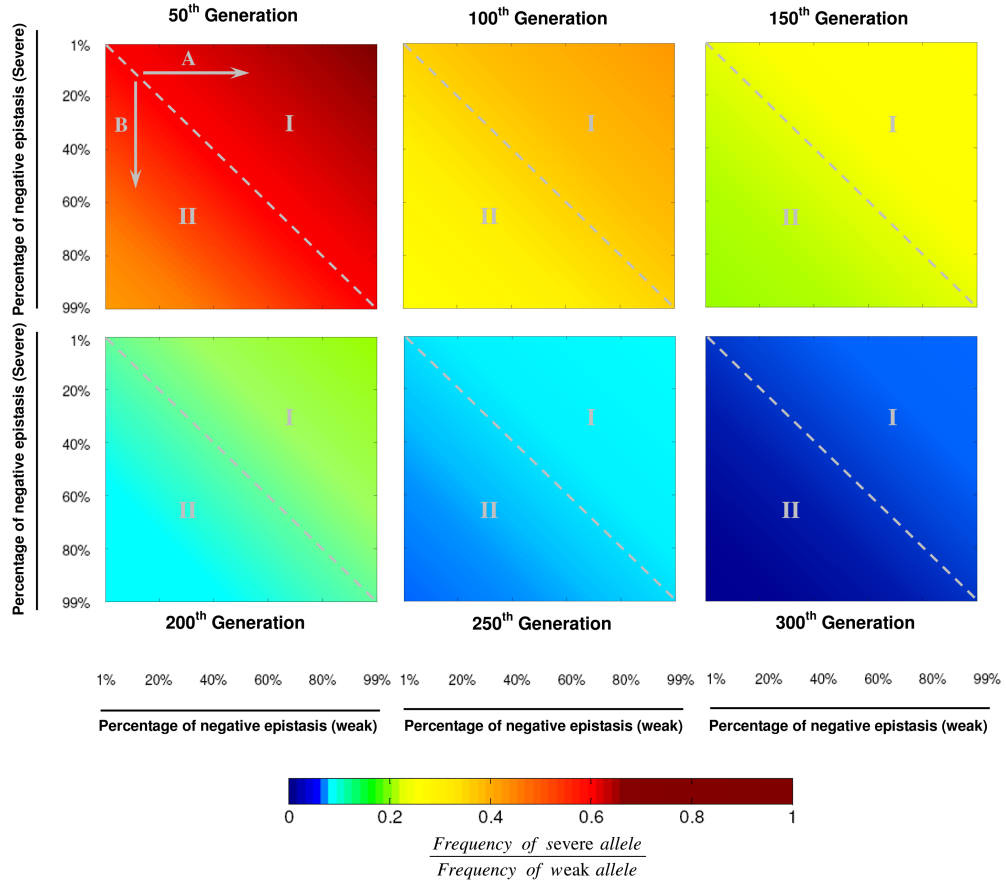 50th Generation
100th Generation
150th Generation
Percentage of negative epistasis (Severe)
1%
20%
40%
60%
80%
99%
A
B
I
II
I
II
I
II
Percentage of negative epistasis (Severe)
1%
20%
40%
60%
80%
99%
I
II
I
II
I
II
200th Generation
250th Generation
300th Generation
1% 20% 40% 60% 80% 99%
1% 20% 40% 60% 80% 99%
1% 20% 40% 60% 80% 99%
Percentage of negative epistasis (weak)
Percentage of negative epistasis (weak)
Percentage of negative epistasis (weak)
0 0.2 0.4 0.6 0.8 1
Frequency of severe allele
Frequency of weak allele